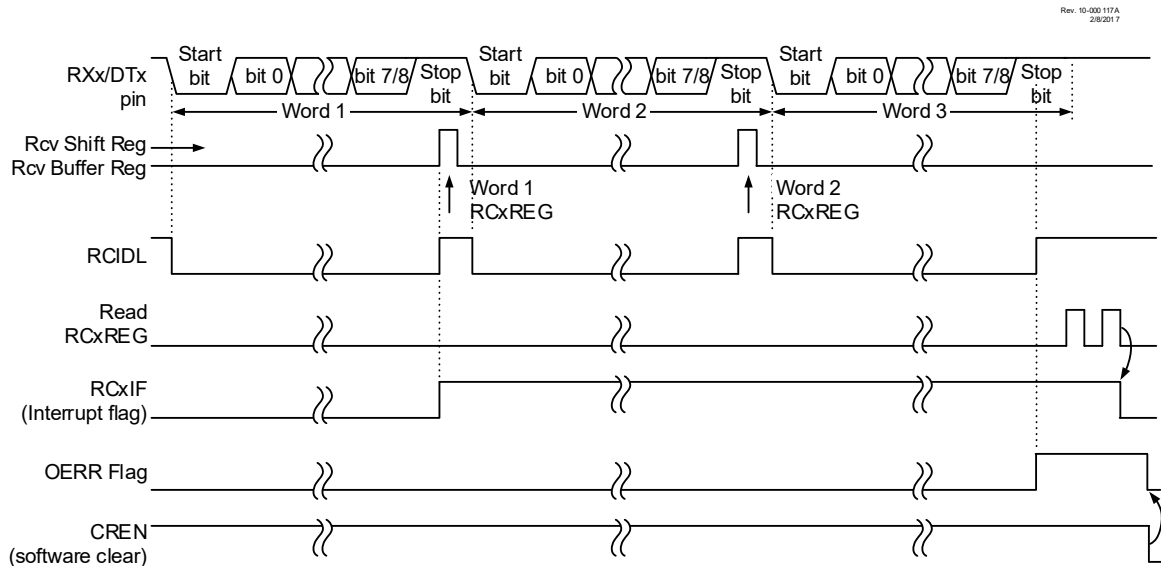 Rev. 10-000 117A
2/8/201 7
RXx/DTx
pin
Start
bit
bit 0
bit 7/8
Stop
bit
Start
bit
bit 0
bit 7/8
Stop
bit
Start
bit
bit 0
bit 7/8
Stop
bit
Word 1
Word 2
Word 3
Rcv Shift Reg
Rcv Buffer Reg
Word 1
RCxREG
Word 2
RCxREG
RCIDL
Read
RCxREG
RCxIF
(Interrupt flag)
OERR Flag
CREN
(software clear)